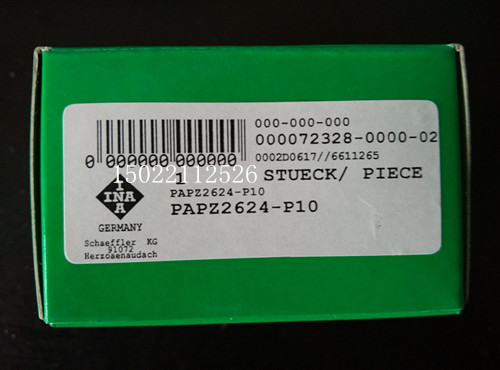 000-000-000
000072328-0000-02
0002D0617//6611265
0 000000 000000
15022112526
1 STUECK/ PIECE
PAPZ2624-P10
PAPZ2624-P10
I
INA
A
GERMANY
Schaeffler KG
91072
Herzosenaudach